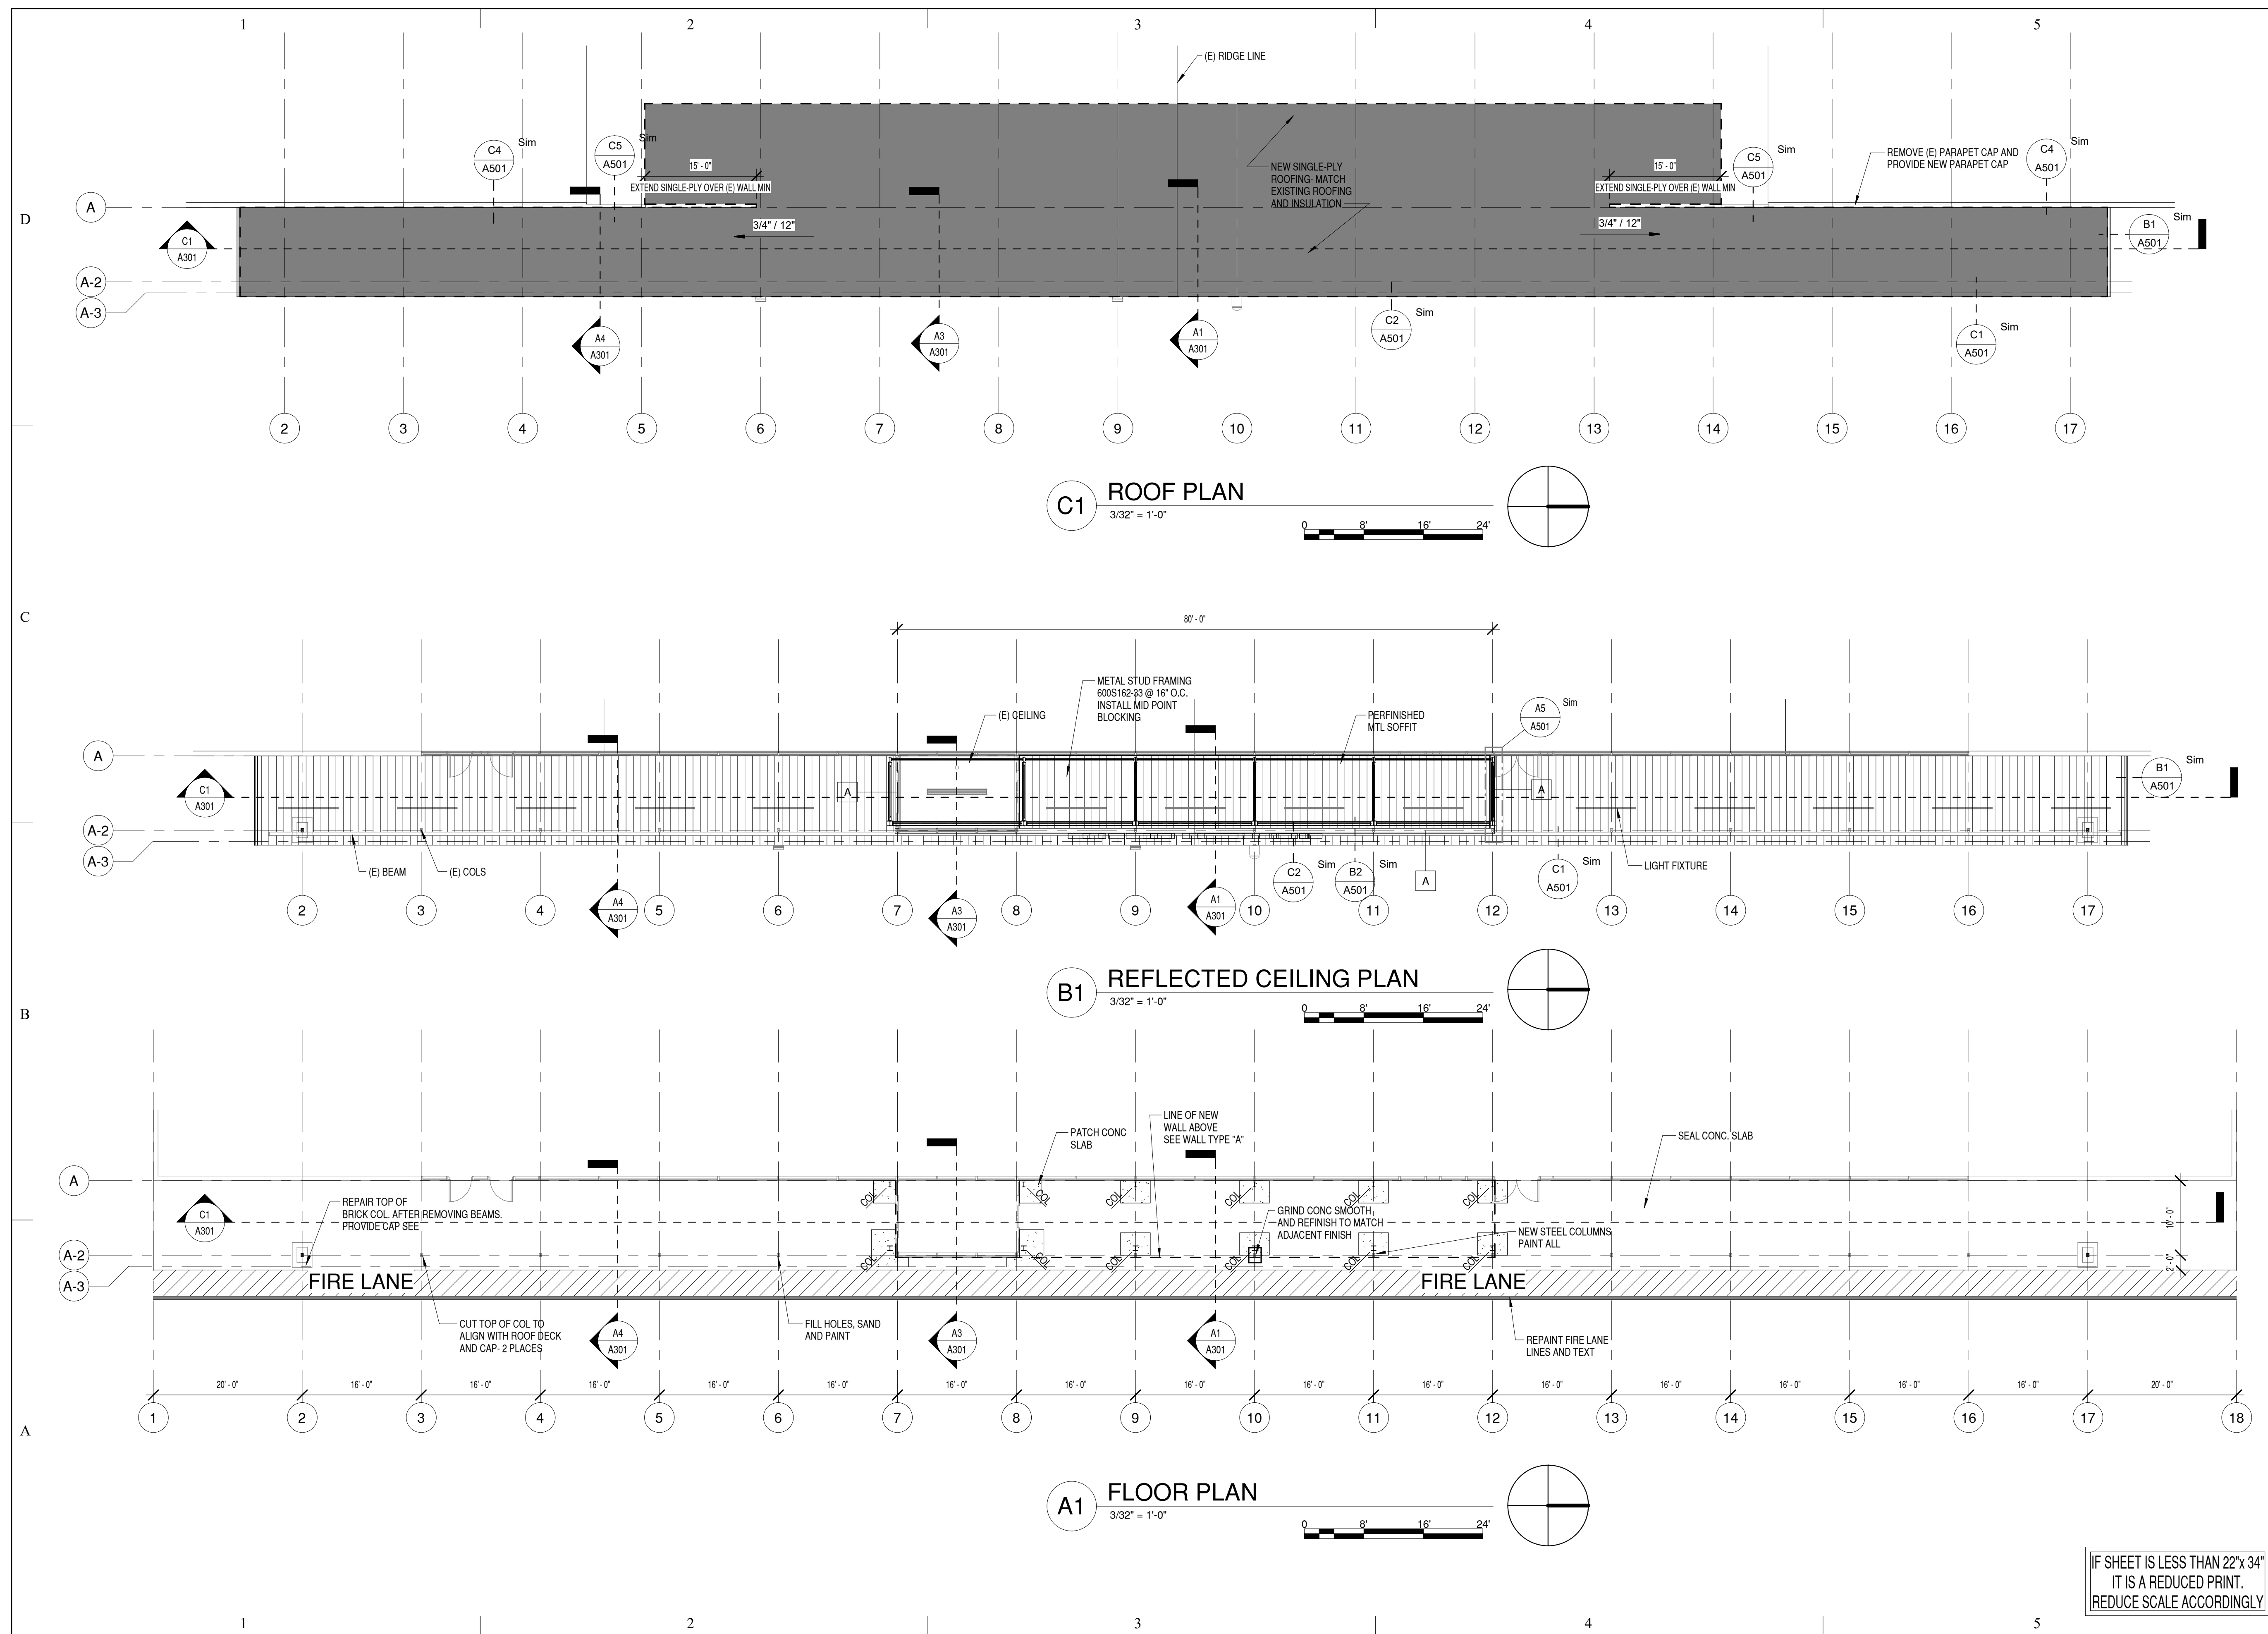 1 2 3 4 5
D
C
B
A
(E) RIDGE LINE
C4
A501
Sim
C5
A501
Sim
15' - 0"
EXTEND SINGLE-PLY OVER (E) WALL MIN
3/4" / 12"
NEW SINGLE-PLY
ROOFING- MATCH
EXISTING ROOFING
AND INSULATION
15' - 0"
EXTEND SINGLE-PLY OVER (E) WALL MIN
3/4" / 12"
C5
A501
Sim
REMOVE (E) PARAPET CAP AND
PROVIDE NEW PARAPET CAP
C4
A501
Sim
B1
A501
Sim
A
A-2
A-3
C1
A301
A4
A301
A3
A301
A1
A301
C2
A501
Sim
C1
A501
Sim
2 3 4 5 6 7 8 9 10 11 12 13 14 15 16 17
C1
ROOF PLAN
3/32" = 1'-0"
0 8' 16' 24'
80' - 0"
METAL STUD FRAMING
600S162-33 @ 16" O.C.
INSTALL MID POINT
BLOCKING
(E) CEILING
PERFINISHED
MTL SOFFIT
A5
A501
Sim
B1
A501
Sim
A
A-2
A-3
C1
A301
A
A
A
(E) BEAM
(E) COLS
LIGHT FIXTURE
C2
A501
Sim
B2
A501
Sim
C1
A501
Sim
A4
A301
A3
A301
A1
A301
2 3 4 5 6 7 8 9 10 11 12 13 14 15 16 17
B1
REFLECTED CEILING PLAN
3/32" = 1'-0"
0 8' 16' 24'
PATCH CONC
SLAB
LINE OF NEW
WALL ABOVE
SEE WALL TYPE "A"
SEAL CONC. SLAB
A
A-2
A-3
C1
A301
REPAIR TOP OF
BRICK COL. AFTER REMOVING BEAMS.
PROVIDE CAP SEE
COL COL COL COL COL COL
COL COL COL COL COL COL
GRIND CONC SMOOTH
AND REFINISH TO MATCH
ADJACENT FINISH
NEW STEEL COLUMNS
PAINT ALL
10' - 0"
2' - 0"
FIRE LANE
FIRE LANE
CUT TOP OF COL TO
ALIGN WITH ROOF DECK
AND CAP- 2 PLACES
FILL HOLES, SAND
AND PAINT
REPAINT FIRE LANE
LINES AND TEXT
A4
A301
A3
A301
A1
A301
20' - 0" 16' - 0" 16' - 0" 16' - 0" 16' - 0" 16' - 0" 16' - 0" 16' - 0" 16' - 0" 16' - 0" 16' - 0" 16' - 0" 16' - 0" 16' - 0" 16' - 0" 16' - 0" 20' - 0"
1 2 3 4 5 6 7 8 9 10 11 12 13 14 15 16 17 18
A1
FLOOR PLAN
3/32" = 1'-0"
0 8' 16' 24'
IF SHEET IS LESS THAN 22"x 34"
IT IS A REDUCED PRINT.
REDUCE SCALE ACCORDINGLY
1 2 3 4 5